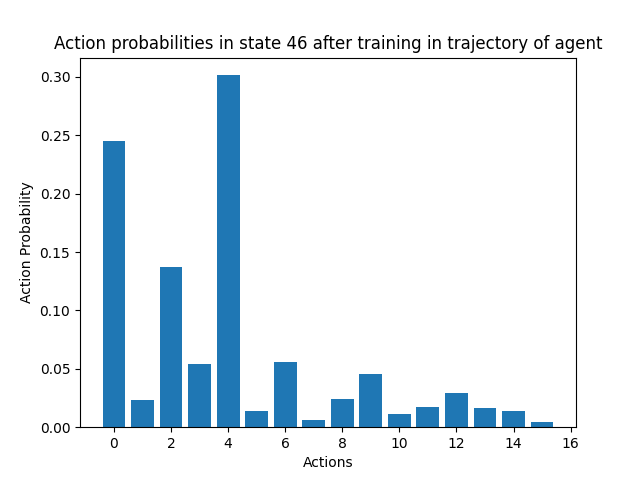 Action probabilities in state 46 after training in trajectory of agent
0.30
0.25
0.20
0.15
0.10
0.05
0.00
Action Probability
0 2 4 6 8 10 12 14 16
Actions